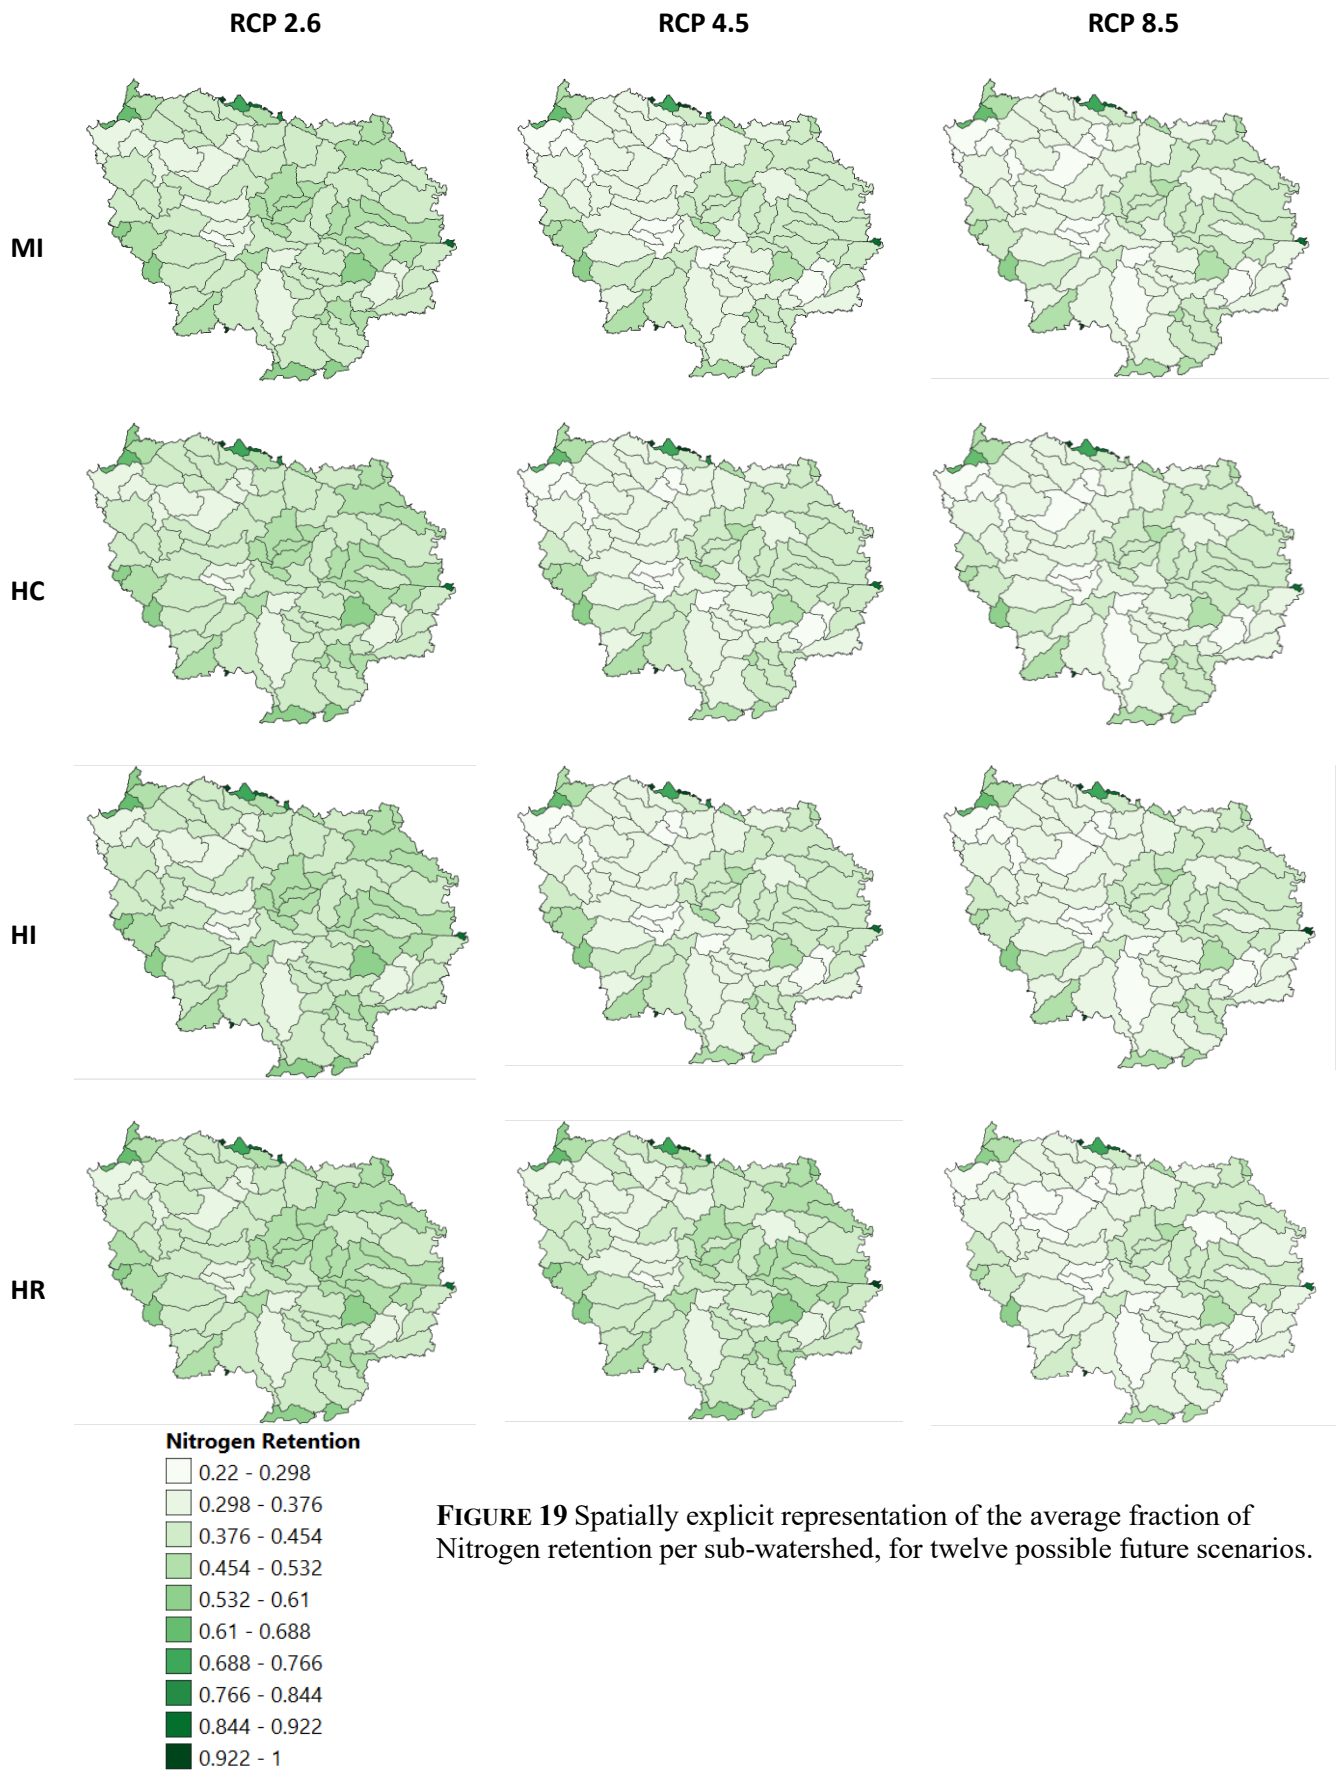 RCP 2.6 RCP 4.5 RCP 8.5
MI
HC
HI
HR
Nitrogen Retention
0.22 - 0.298
0.298 - 0.376
0.376 - 0.454
0.454 - 0.532
0.532 - 0.61
0.61 - 0.688
0.688 - 0.766
0.766 - 0.844
0.844 - 0.922
0.922 - 1
FIGURE 19 Spatially explicit representation of the average fraction of
Nitrogen retention per sub-watershed, for twelve possible future scenarios.